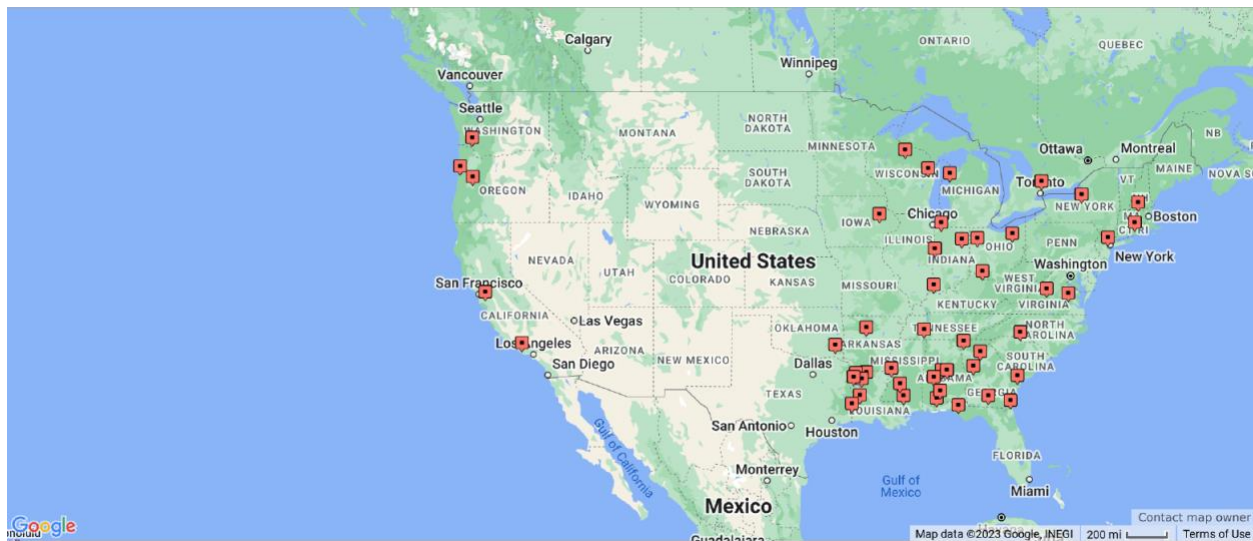 Calgary
ONTARIO
QUEBEC
Winnipeg
Vancouver
Seattle
WASHINGTON
MONTANA
NORTH
DAKOTA
MINNESOTA
Ottawa
Montreal
NB
MAINE
NOVA SC
VT
SOUTH
DAKOTA
WISCONSIN
MICHIGAN
Toronto
NEW YORK
OREGON
IDAHO
WYOMING
IOWA
Chicago
Boston
CT RI
NEBRASKA
ILLINOIS
OHIO
PENN
New York
INDIANA
NEVADA
UTAH
COLORADO
United States
KANSAS
MISSOURI
WEST
VIRGINIA
Washington
VIRGINIA
KENTUCKY
San Francisco
CALIFORNIA
Las Vegas
OKLAHOMA
ARKANSAS
TENNESSEE
NORTH
CAROLINA
Los Angeles
ARIZONA
NEW MEXICO
Dallas
MISSISSIPPI
SOUTH
CAROLINA
San Diego
ALABAMA
GEORGIA
TEXAS
LOUISIANA
San Antonio
Houston
Gulf of
California
FLORIDA
Monterrey
Gulf of
Mexico
Miami
Mexico
Guadalajara
Havana
Google
Contact map owner
Map data ©2023 Google, INEGI
200 mi
Terms of Use